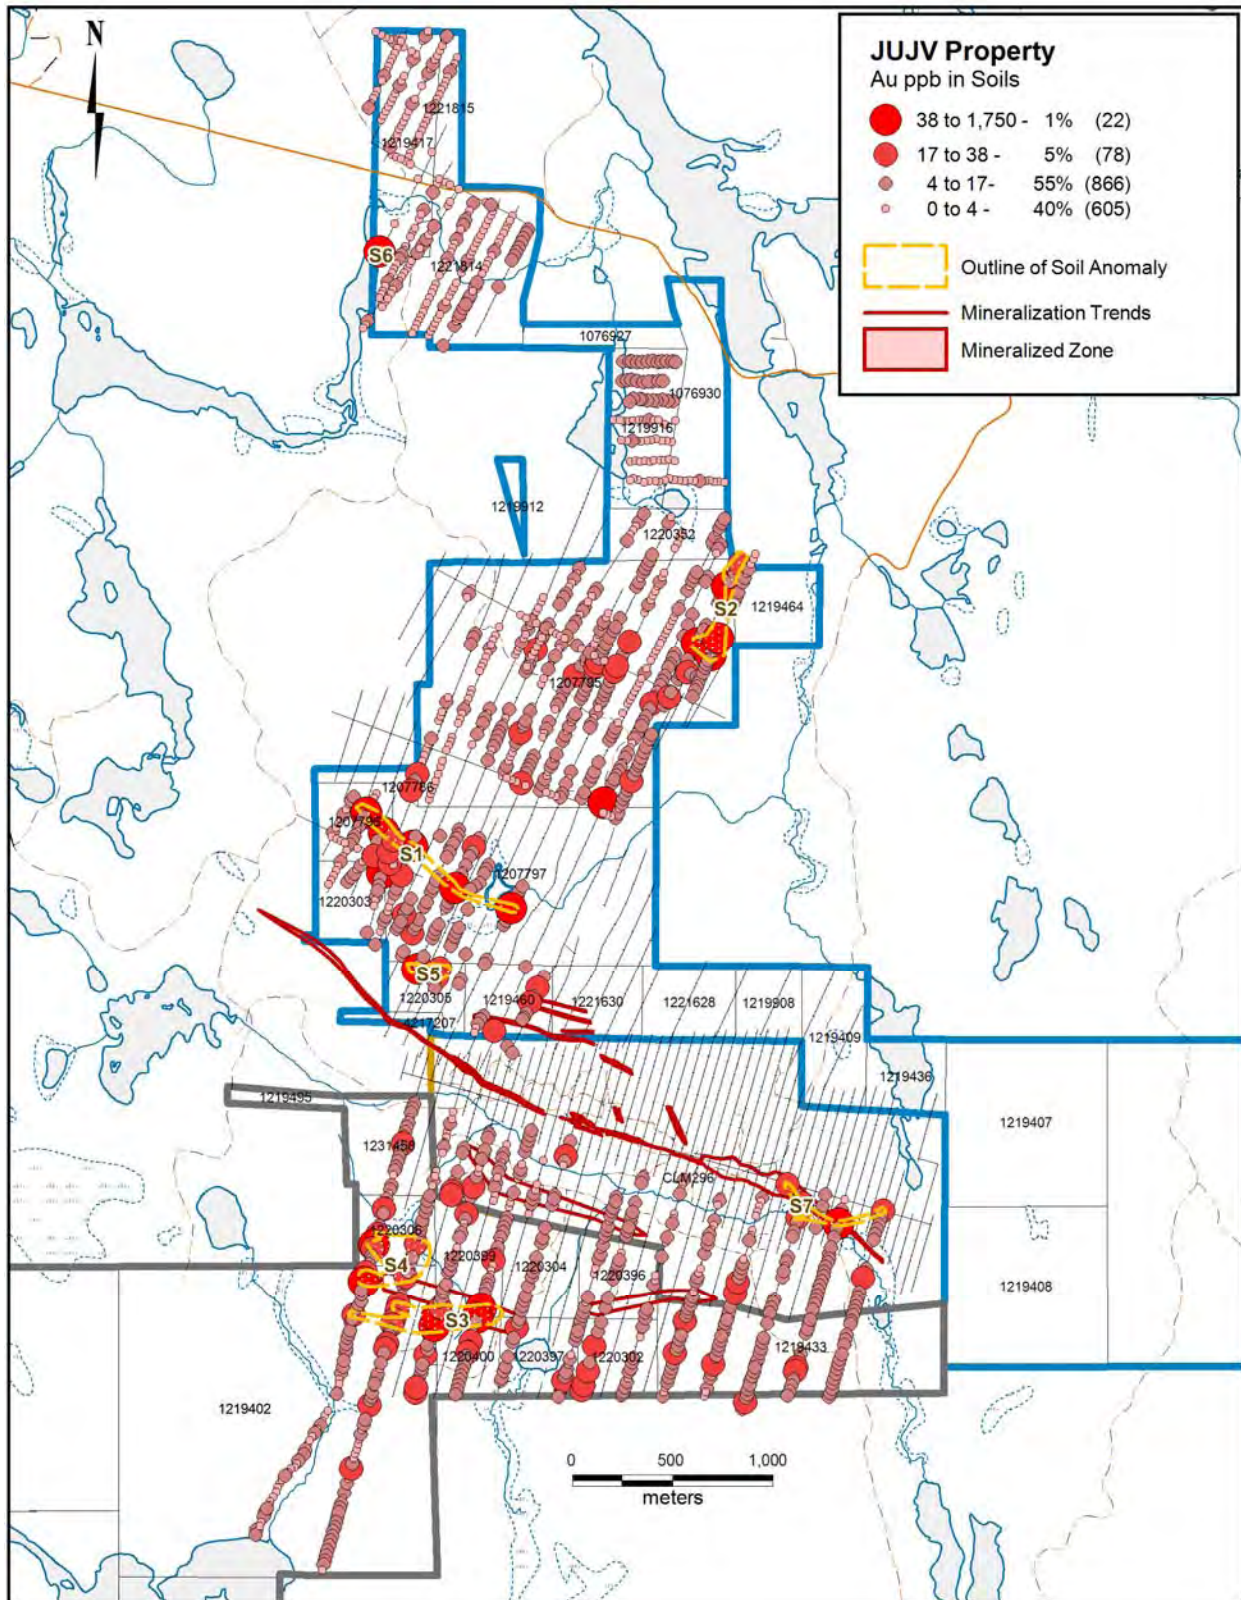 N
JUJV Property
Au ppb in Soils
38 to 1,750 - 1% (22)
17 to 38 - 5% (78)
4 to 17- 55% (866)
0 to 4 - 40% (605)
Outline of Soil Anomaly
Mineralization Trends
Mineralized Zone
1221815
1219417
S6
1221814
1076927
1076930
1219916
1219912
1220352
S2
1219464
1207785
1207786
S1
1207797
1220303
S5
1220305
1219460
1221630
1221628
1219908
1217207
1219409
1219436
1219495
1219407
CLM296
S7
1220306
S4
1220399
1220304
1220396
1219408
S3
1220400
1220397
1220302
1219433
1219402
0 500 1,000
meters